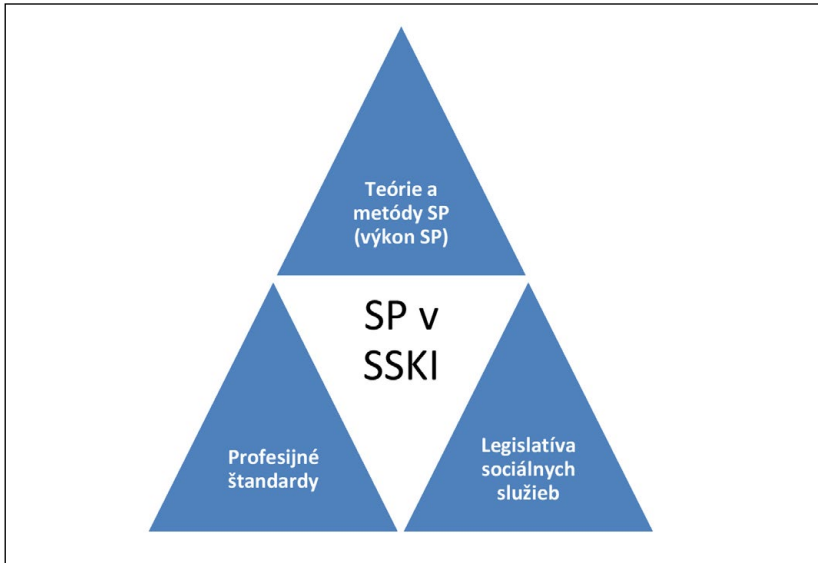 Teórie a
metódy SP
(výkon SP)
SP v
SSKI
Profesijné
štandardy
Legislatíva
sociálnych
služieb